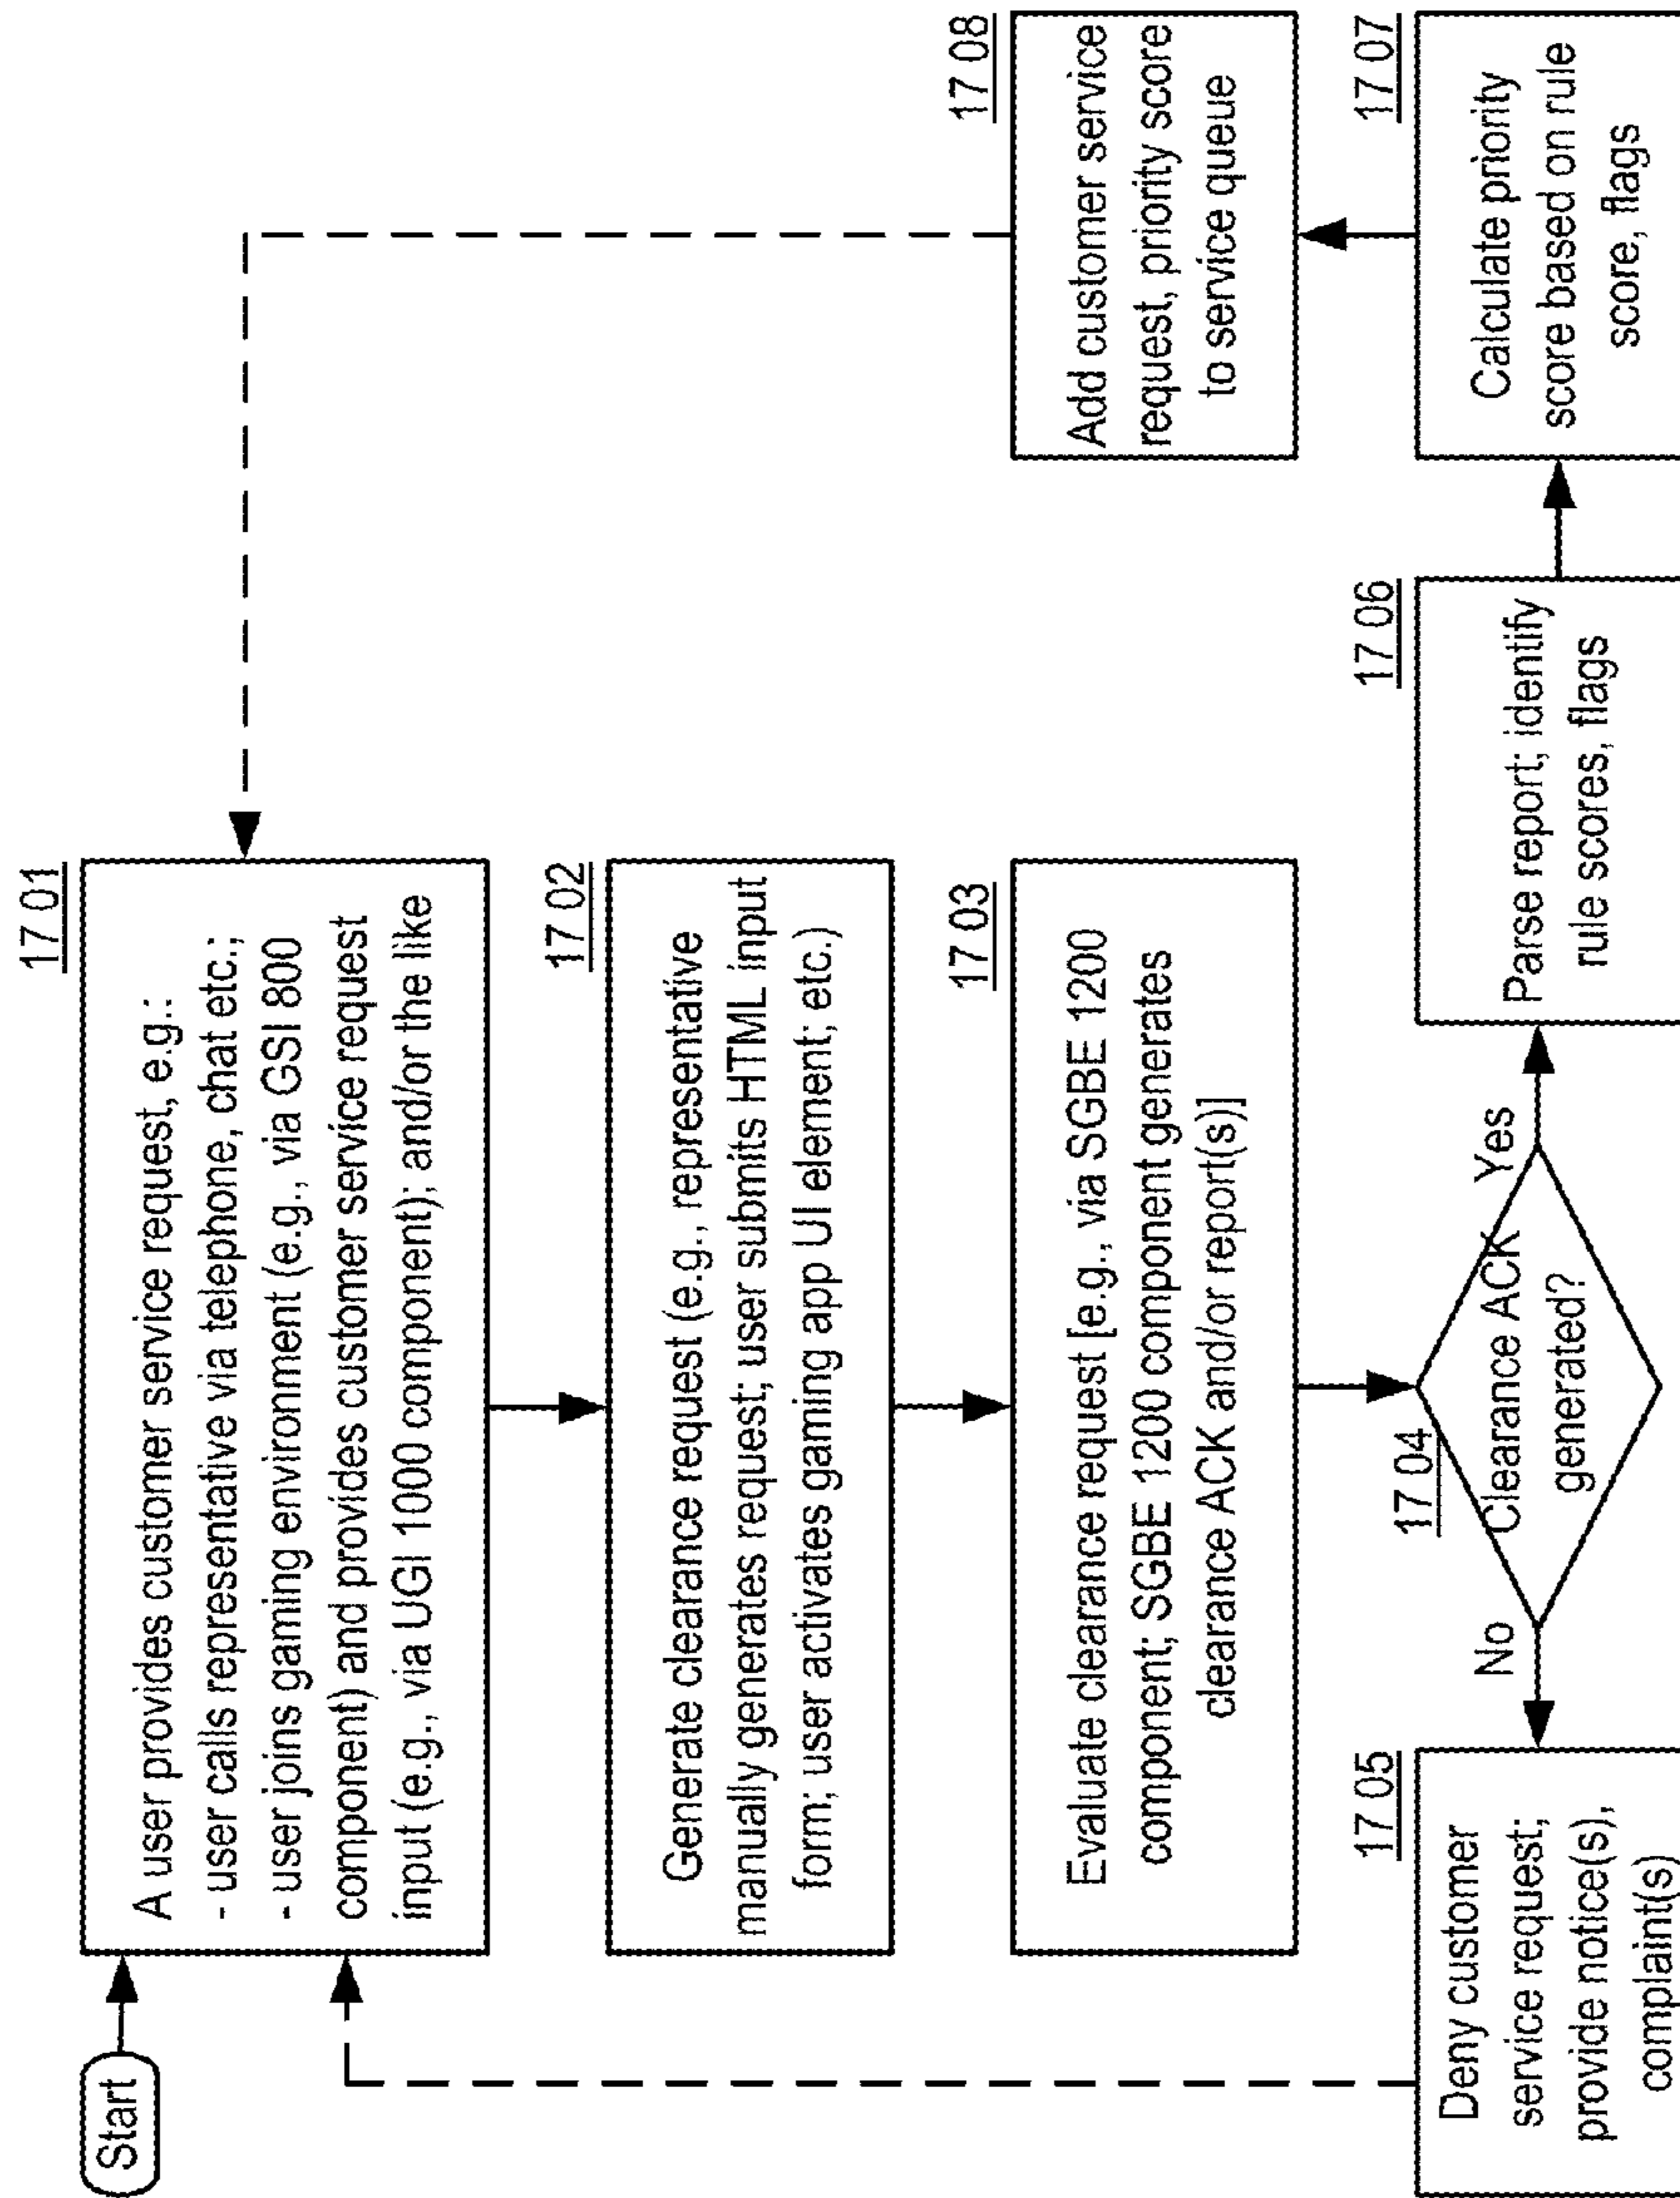 Start
17 01
A user provides customer service request, e.g.:
- user calls representative via telephone, chat etc.;
- user joins gaming environment (e.g., via GSI 800
component) and provides customer service request
input (e.g., via UGI 1000 component); and/or the like
17 02
Generate clearance request (e.g., representative
manually generates request; user submits HTML input
form; user activates gaming app UI element; etc.)
17 03
Evaluate clearance request [e.g., via SGBE 1200
component; SGBE 1200 component generates
clearance ACK and/or report(s)]
17 04
Clearance ACK
generated?
No
Yes
17 05
Deny customer
service request;
provide notice(s),
complaint(s)
17 06
Parse report; identify
rule scores, flags
17 07
Calculate priority
score based on rule
score, flags
17 08
Add customer service
request, priority score
to service queue